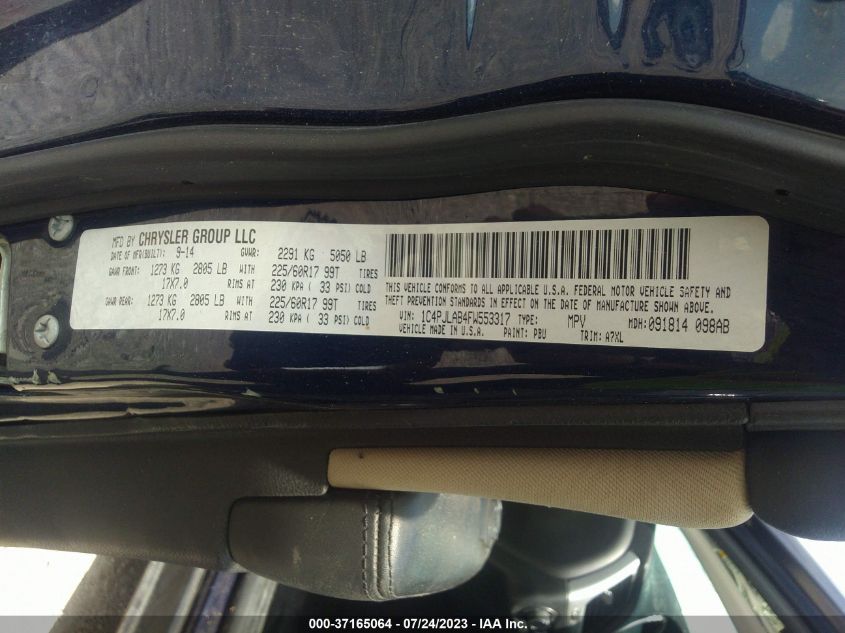 MFD BY CHRYSLER GROUP LLC
DATE OF MFR(BUILT): 9-14 GVWR: 2291 KG 5050 LB
GAWR FRONT: 1273 KG 2805 LB WITH 225/60R17 99T TIRES
17X7.0 RIMS AT 230 KPA ( 33 PSI) COLD
GAWR REAR: 1273 KG 2805 LB WITH 225/60R17 99T TIRES
17X7.0 RIMS AT 230 KPA ( 33 PSI) COLD
THIS VEHICLE CONFORMS TO ALL APPLICABLE U.S.A. FEDERAL MOTOR VEHICLE SAFETY AND
THEFT PREVENTION STANDARDS IN EFFECT ON THE DATE OF MANUFACTURE SHOWN ABOVE.
VIN: 1C4PJLAB4FW553317 TYPE: MPV MDH: 091814 098AB
VEHICLE MADE IN U.S.A. PAINT: PBU TRIM: A7XL
000-37165064 / 07/24/2023 - IAA Inc.